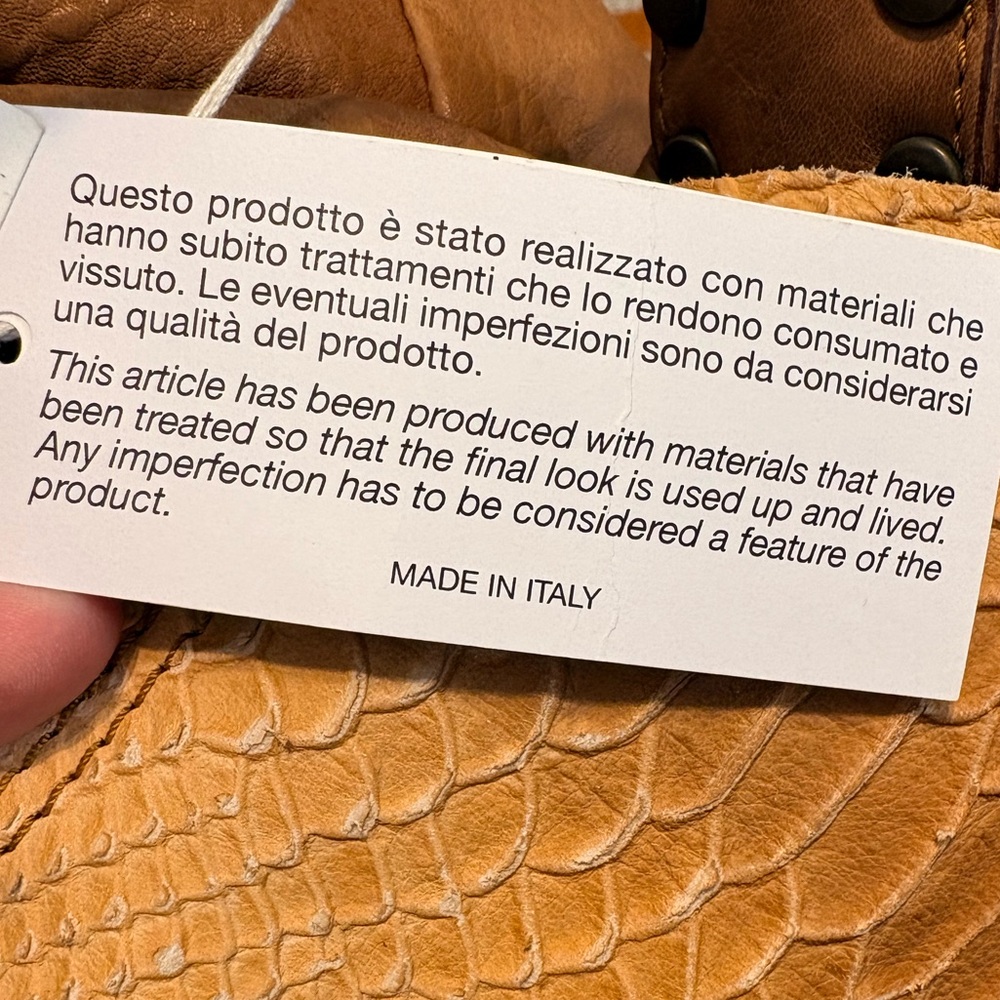 Questo prodotto è stato realizzato con materiali che
hanno subito trattamenti che lo rendono consumato e
vissuto. Le eventuali imperfezioni sono da considerarsi
una qualità del prodotto.
This article has been produced with materials that have
been treated so that the final look is used up and lived.
Any imperfection has to be considered a feature of the
product.
MADE IN ITALY